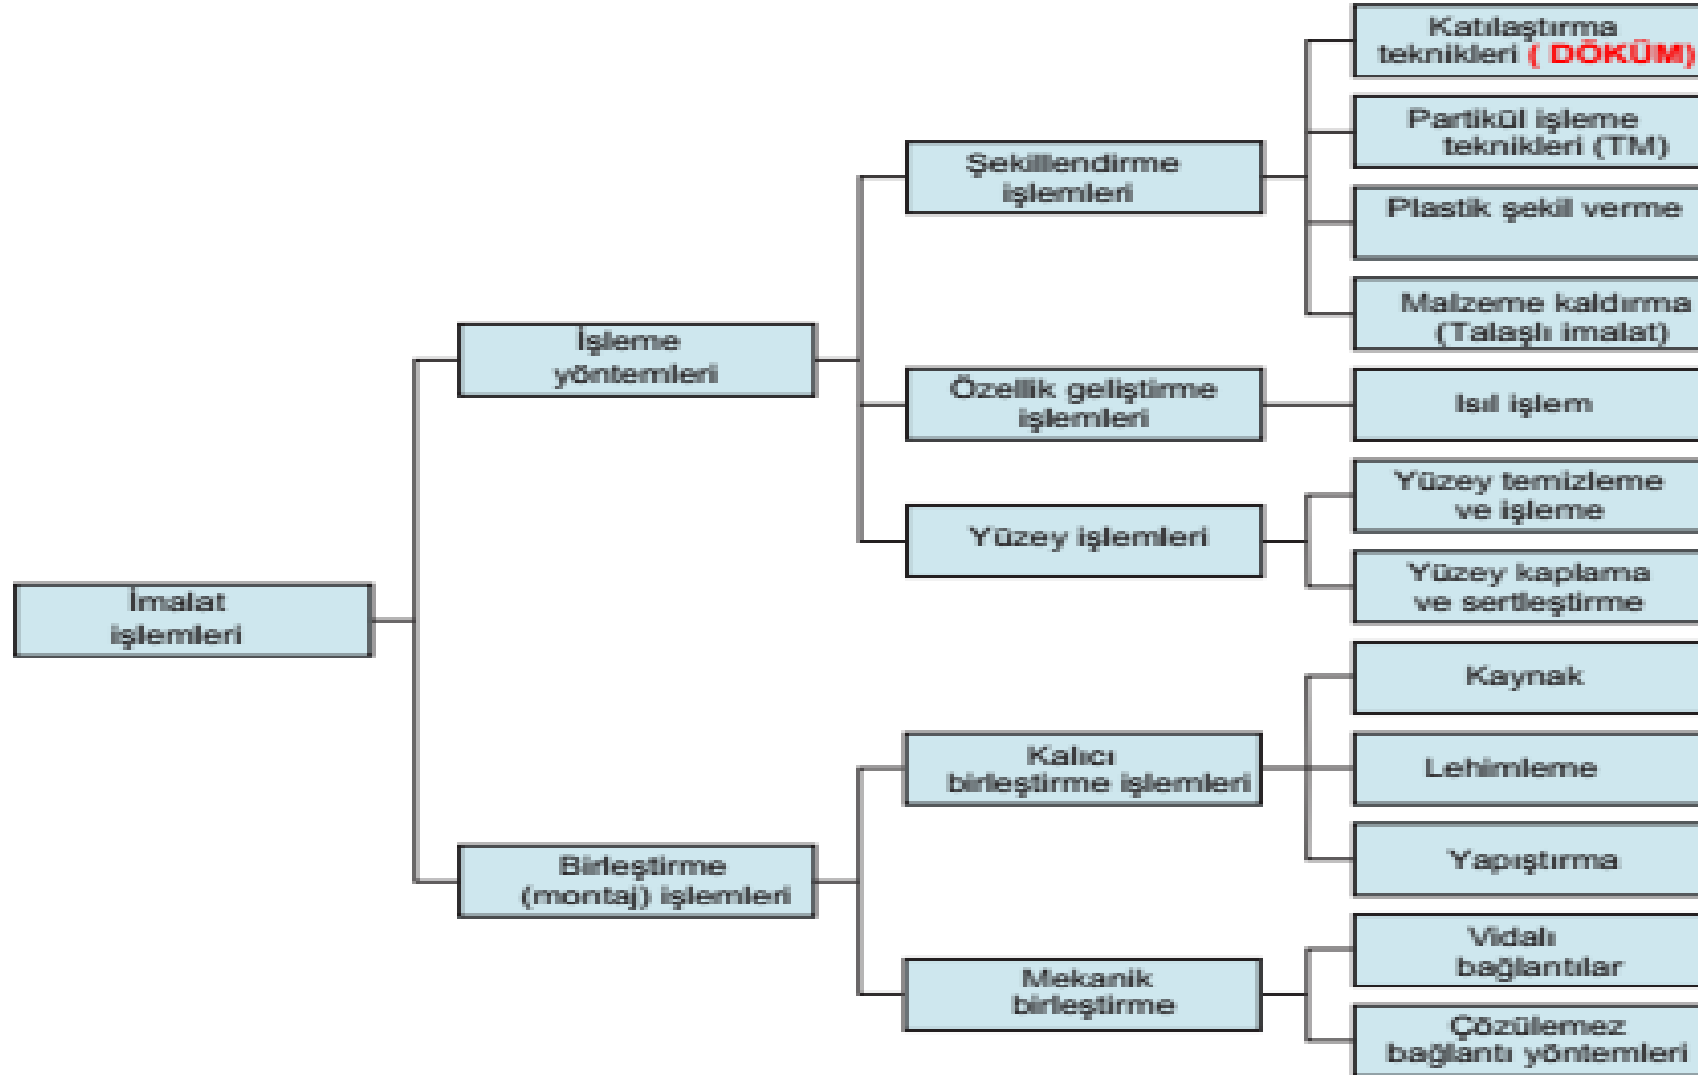 Katılaştırma
teknikleri ( DÖKÜM)
Partikül işleme
teknikleri (TM)
Şekillendirme
işlemleri
Plastik şekil verme
Malzeme kaldırma
(Talaşlı imalat)
İşleme
yöntemleri
Özellik geliştirme
işlemleri
Isıl işlem
Yüzey temizleme
ve işleme
Yüzey işlemleri
Yüzey kaplama
ve sertleştirme
İmalat
işlemleri
Kaynak
Kalıcı
birleştirme işlemleri
Lehimleme
Birleştirme
(montaj) işlemleri
Yapıştırma
Vidalı
bağlantılar
Mekanik
birleştirme
Çözülemez
bağlantı yöntemleri